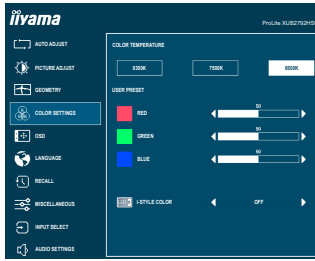 iiyama
ProLite XUB2792HS
AUTO ADJUST
COLOR TEMPERATURE
PICTURE ADJUST
9300K 7500K 6500K
GEOMETRY
USER PRESET
COLOR SETTINGS
RED 50
OSD
GREEN 50
LANGUAGE
BLUE 50
RECALL
MISCELLANEOUS
I-STYLE COLOR OFF
INPUT SELECT
AUDIO SETTINGS